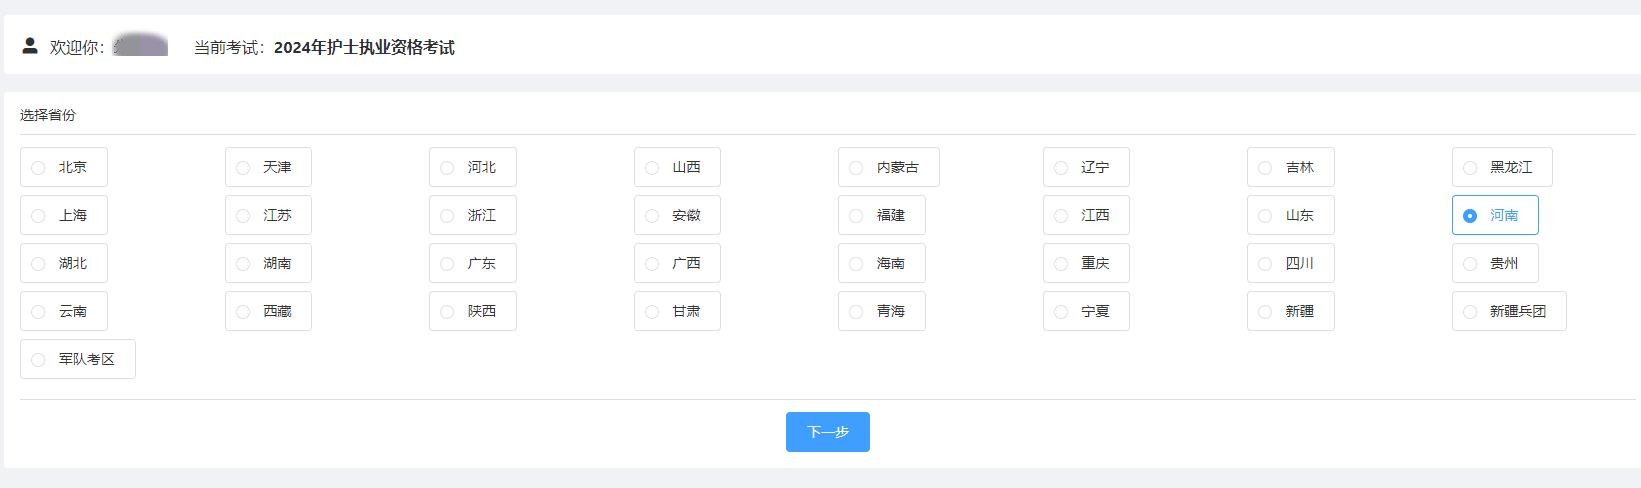 欢迎你： 当前考试：2024年护士执业资格考试
选择省份
北京 天津 河北 山西 内蒙古 辽宁 吉林 黑龙江
上海 江苏 浙江 安徽 福建 江西 山东 河南
湖北 湖南 广东 广西 海南 重庆 四川 贵州
云南 西藏 陕西 甘肃 青海 宁夏 新疆 新疆兵团
军队考区
下一步